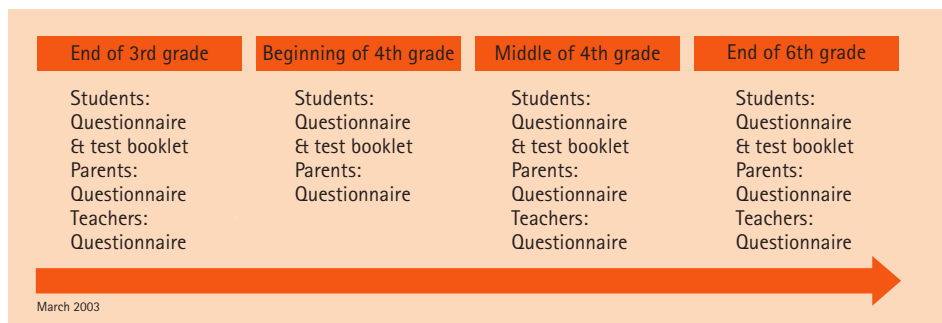 End of 3rd grade
Students:
Questionnaire
& test booklet
Parents:
Questionnaire
Teachers:
Questionnaire
Beginning of 4th grade
Students:
Questionnaire
& test booklet
Parents:
Questionnaire
Middle of 4th grade
Students:
Questionnaire
& test booklet
Parents:
Questionnaire
Teachers:
Questionnaire
End of 6th grade
Students:
Questionnaire
& test booklet
Parents:
Questionnaire
Teachers:
Questionnaire
March 2003